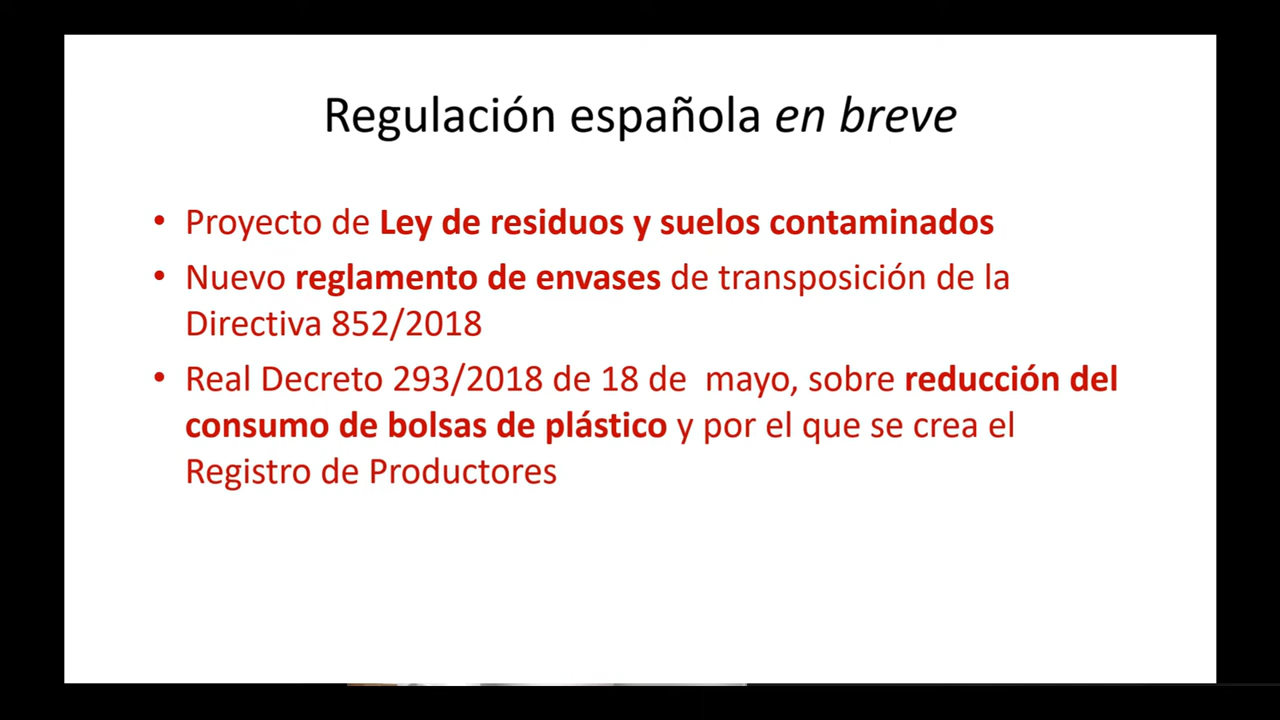 Regulación española en breve
• Proyecto de Ley de residuos y suelos contaminados
• Nuevo reglamento de envases de transposición de la
Directiva 852/2018
• Real Decreto 293/2018 de 18 de  mayo, sobre reducción del
consumo de bolsas de plástico y por el que se crea el
Registro de Productores